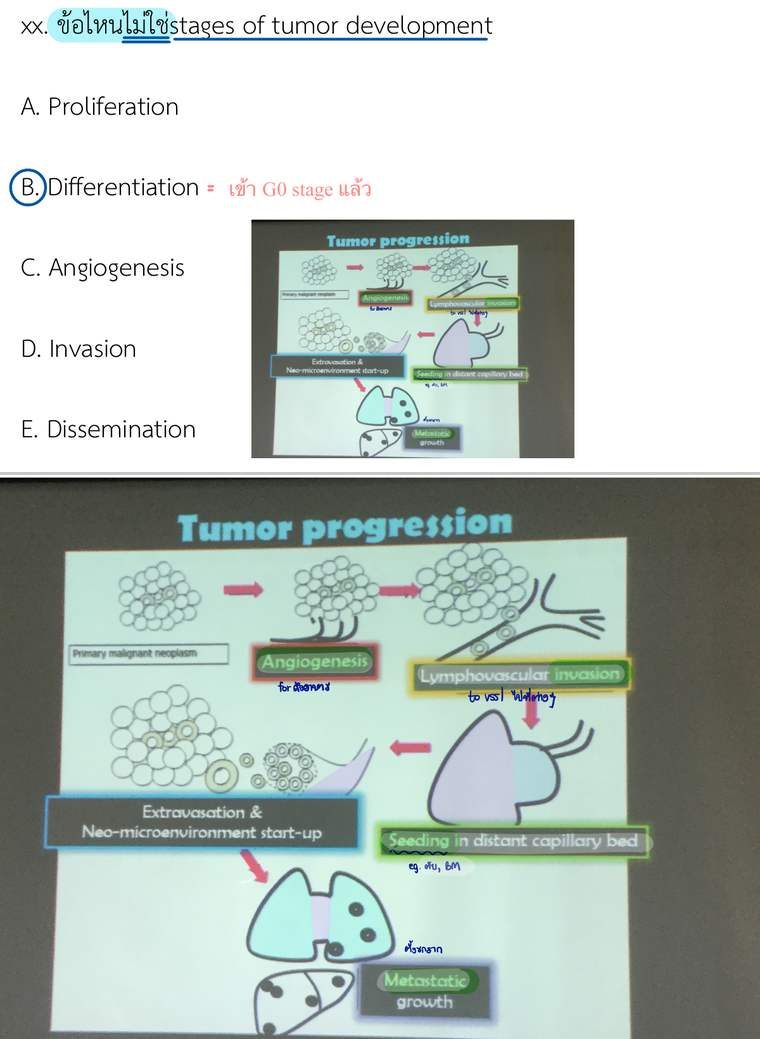 xx. ข้อไหนไม่ใช่stages of tumor development
A. Proliferation
B. Differentiation = เข้า G0 stage แล้ว
C. Angiogenesis
D. Invasion
E. Dissemination
Tumor progression
Primary malignant neoplasm
Angiogenesis
Lymphovascular invasion
Extravasation &
Neo-microenvironment start-up
Seeding in distant capillary bed
Metastatic
growth
Tumor progression
Primary malignant neoplasm
Angiogenesis
for
Lymphovascular invasion
to
Extravasation &
Neo-microenvironment start-up
Seeding in distant capillary bed
eg. ตับ, BM
Metastatic
growth